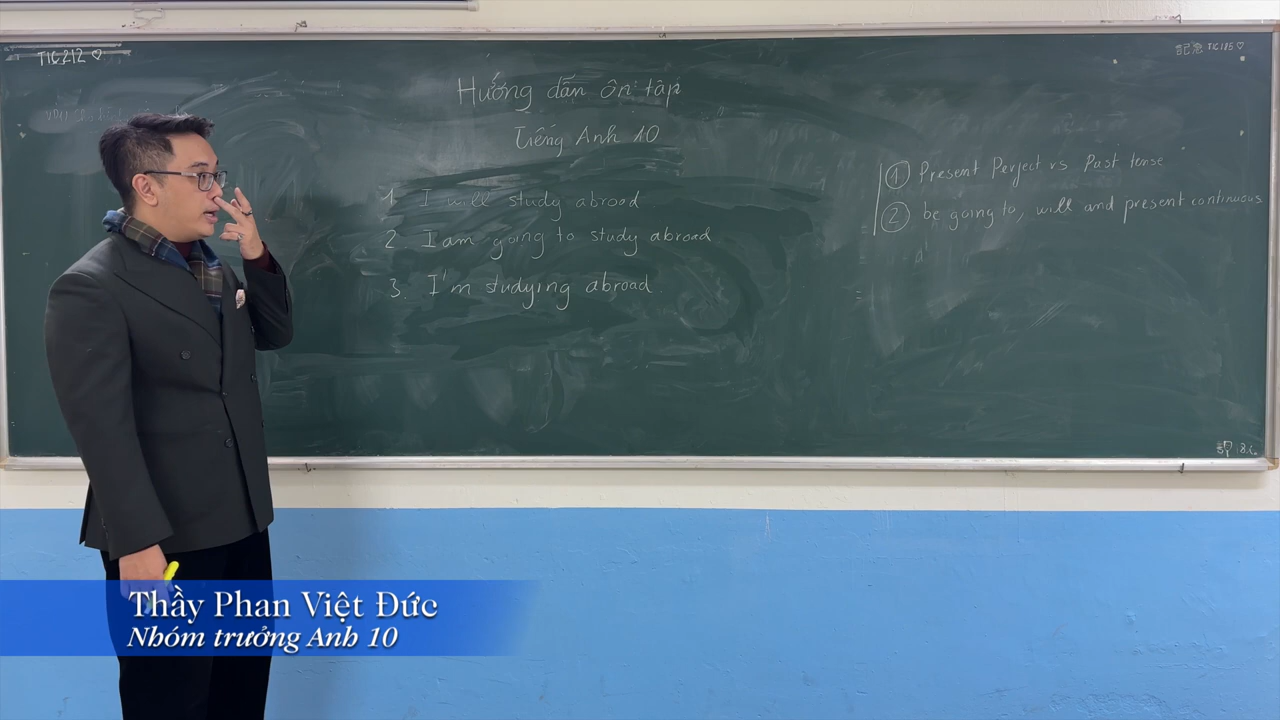 TIG212 ♡
TIG185 ♡
Hướng dẫn ôn tập
Tiếng Anh 10
1. I will study abroad
2. I am going to study abroad
3. I'm studying abroad
① Present Perfect vs Past tense
② be going to, will and present continuous
Thầy Phan Việt Đức
Nhóm trưởng Anh 10